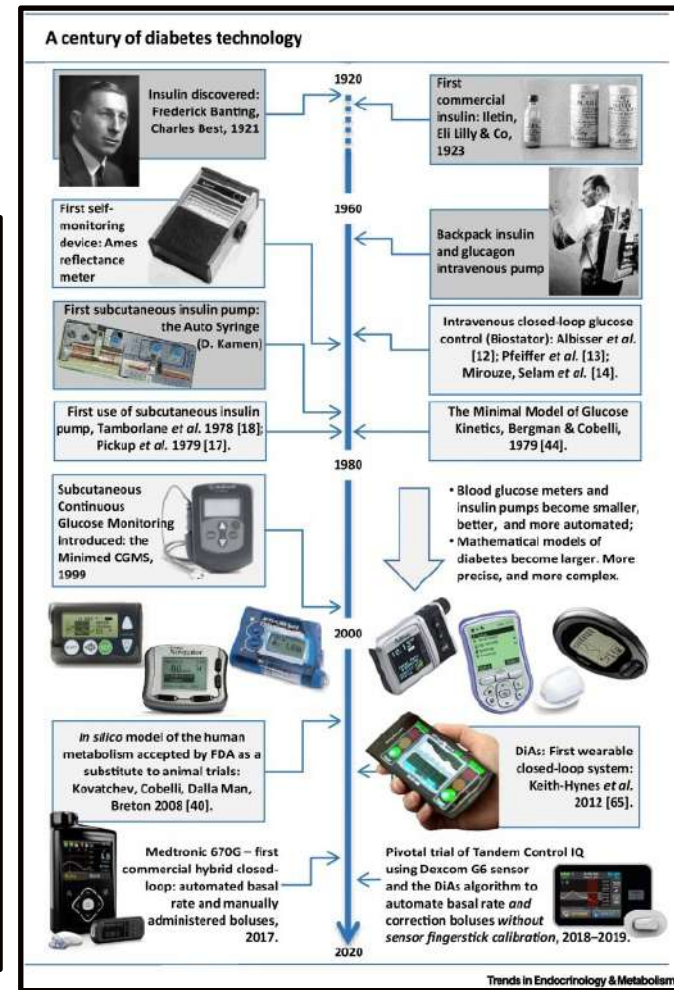 A century of diabetes technology
1920
Insulin discovered:
Frederick Banting,
Charles Best, 1921
First
commercial
insulin: Iletin,
Eli Lilly & Co,
1923
First self-
monitoring
device: Ames
reflectance
meter
1960
Backpack insulin
and glucagon
intravenous pump
First subcutaneous insulin pump:
the Auto Syringe
(D. Kamen)
Intravenous closed-loop glucose
control (Biostator): Albisser et al.
[12]; Pfeiffer et al. [13];
Mirouze, Selam et al. [14].
First use of subcutaneous insulin
pump, Tamborlane et al. 1978 [18];
Pickup et al. 1979 [17].
The Minimal Model of Glucose
Kinetics, Bergman & Cobelli,
1979 [44].
1980
Subcutaneous
Continuous
Glucose Monitoring
introduced: the
Minimed CGMS,
1999
• Blood glucose meters and
insulin pumps become smaller,
better, and more automated;
• Mathematical models of
diabetes become larger. More
precise, and more complex.
2000
In silico model of the human
metabolism accepted by FDA as a
substitute to animal trials:
Kovatchev, Cobelli, Dalla Man,
Breton 2008 [40].
DiAs: First wearable
closed-loop system:
Keith-Hynes et al.
2012 [65].
Medtronic 670G – first
commercial hybrid closed-
loop: automated basal
rate and manually
administered boluses,
2017.
Pivotal trial of Tandem Control IQ
using Dexcom G6 sensor
and the DiAs algorithm to
automate basal rate and
correction boluses without
sensor fingerstick calibration, 2018–2019.
2020
Trends in Endocrinology & Metabolism